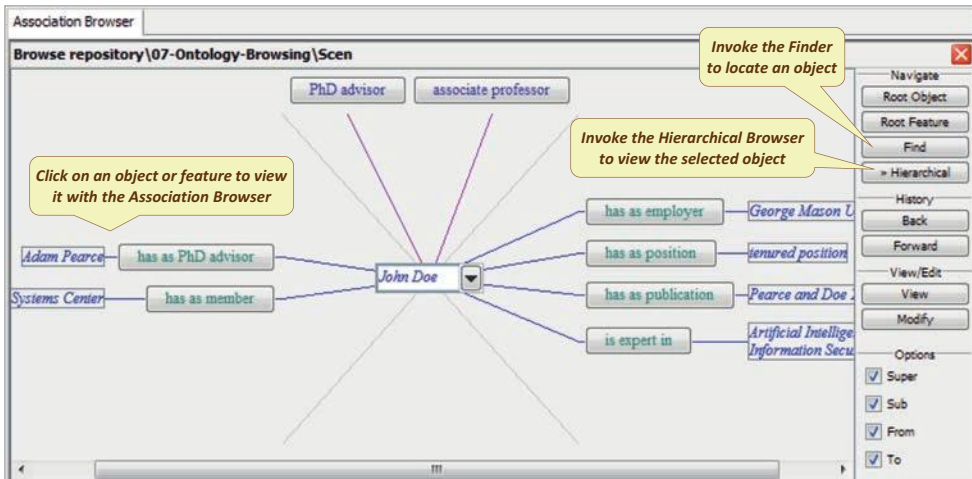 Association Browser
Browse repository\07-Ontology-Browsing\Scen
Invoke the Finder
to locate an object
Navigate
PhD advisor
associate professor
Root Object
Root Feature
Find
Invoke the Hierarchical Browser
to view the selected object
» Hierarchical
Click on an object or feature to view
it with the Association Browser
History
has as employer
George Mason U
Back
Adam Pearce
has as PhD advisor
has as position
tenured position
Forward
John Doe
View/Edit
Systems Center
has as member
has as publication
Pearce and Doe
View
Modify
is expert in
Artificial Intellige
Information Secu
Options
Super
Sub
From
To